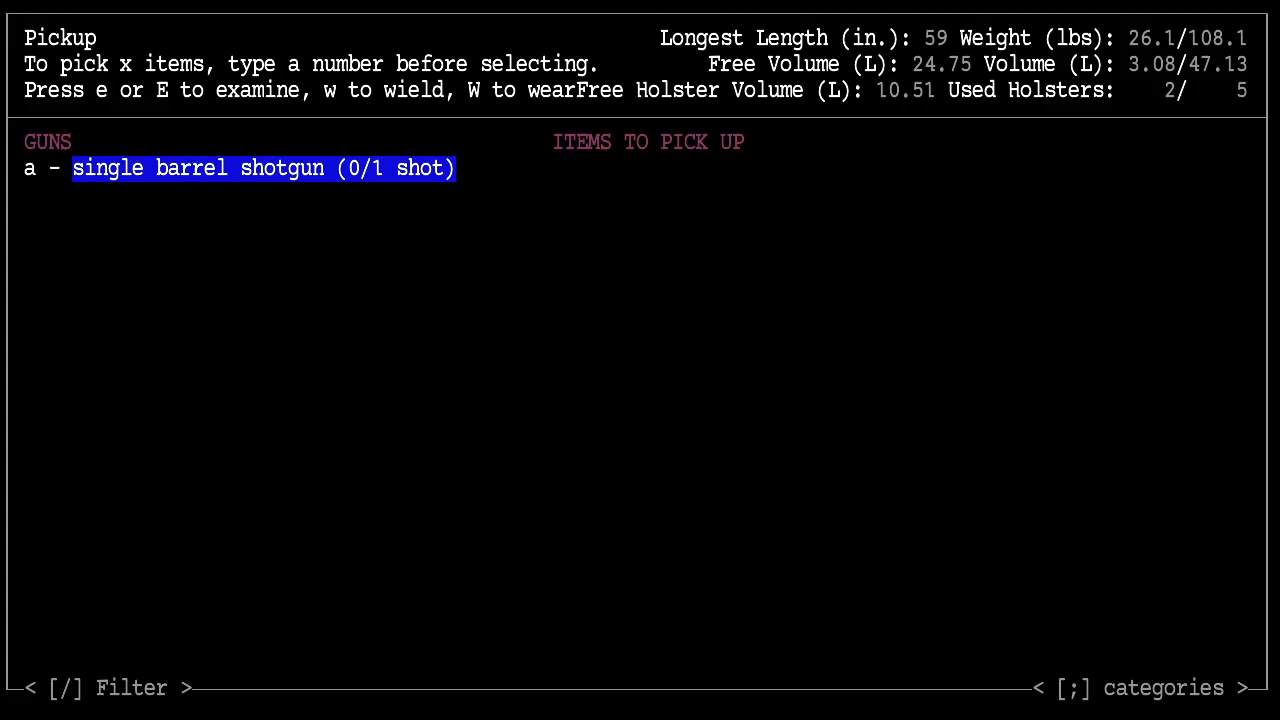 Pickup Longest Length (in.): 59 Weight (lbs): 26.1/108.1
To pick x items, type a number before selecting. Free Volume (L): 24.75 Volume (L): 3.08/47.13
Press e or E to examine, w to wield, W to wearFree Holster Volume (L): 10.51 Used Holsters: 2/ 5
GUNS ITEMS TO PICK UP
a - single barrel shotgun (0/1 shot)
< [/] Filter > < [;] categories >